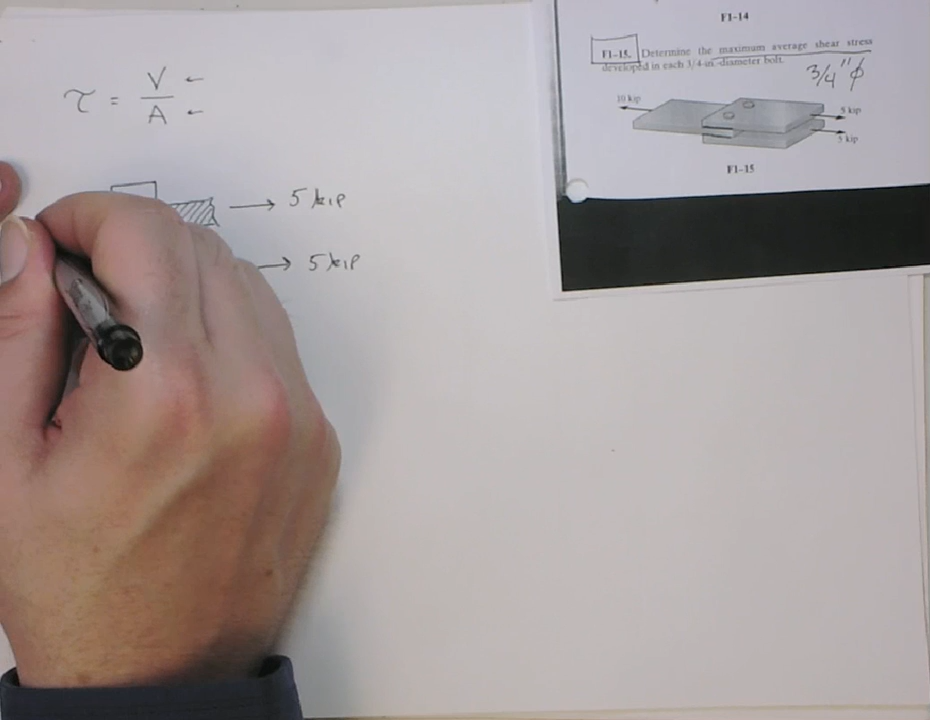 F1-14
F1-15. Determine the maximum average shear stress
developed in each 3/4-in.-diameter bolt.
3/4" ϕ
10 kip
5 kip
5 kip
F1-15
τ = V/A
5 kip
5 kip